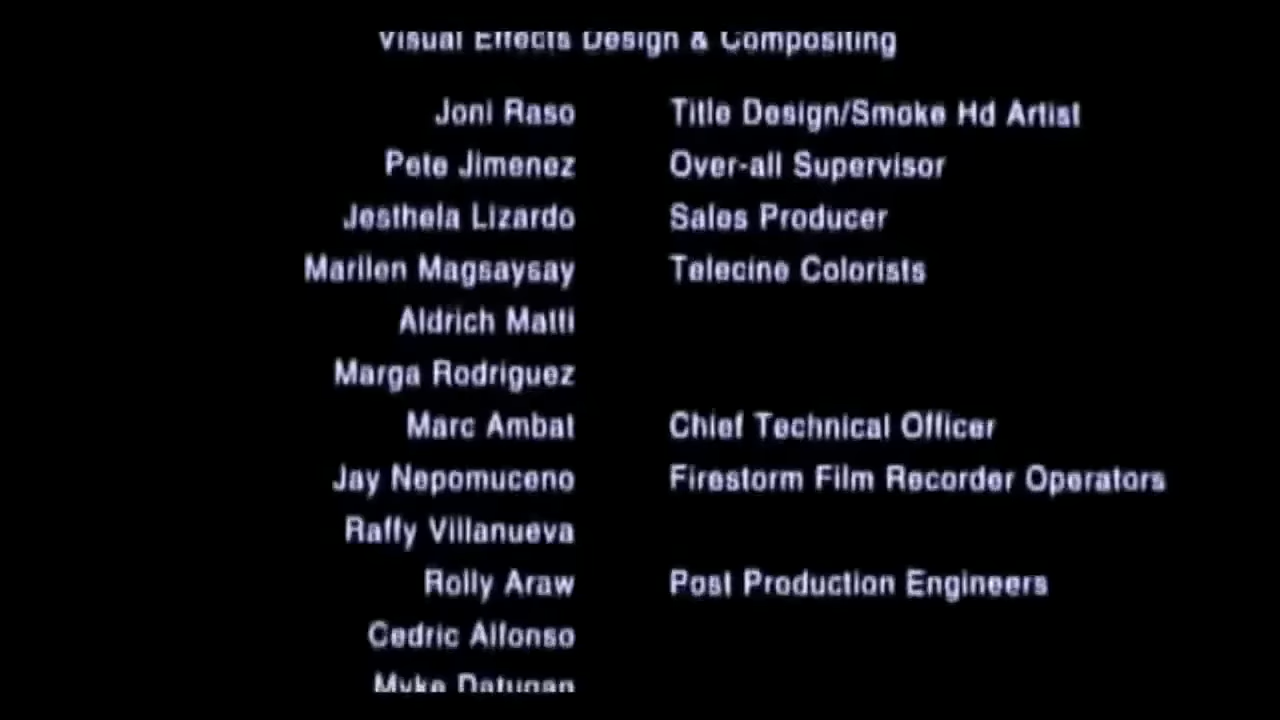 Visual Effects Design & Compositing
Joni Raso Title Design/Smoke Hd Artist
Pete Jimenez Over-all Supervisor
Jesthela Lizardo Sales Producer
Marilen Magsaysay Telecine Colorists
Aldrich Matti
Marga Rodriguez
Marc Ambat Chief Technical Officer
Jay Nepomuceno Firestorm Film Recorder Operators
Raffy Villanueva
Rolly Araw Post Production Engineers
Cedric Alfonso
Myke Datugan